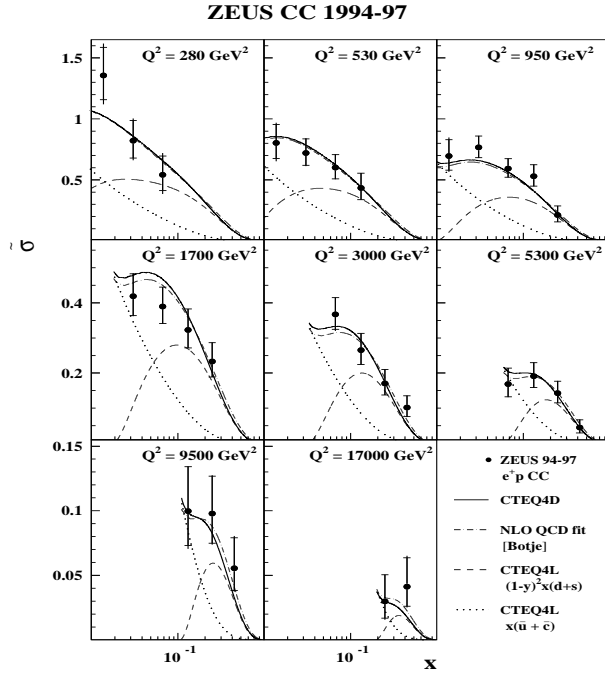 ZEUS CC 1994-97
Q² = 280 GeV²
Q² = 530 GeV²
Q² = 950 GeV²
1.5
1
0.5
σ̃
Q² = 1700 GeV²
Q² = 3000 GeV²
Q² = 5300 GeV²
0.4
0.2
Q² = 9500 GeV²
Q² = 17000 GeV²
0.15
0.1
0.05
10⁻¹
10⁻¹
x
ZEUS 94-97
e⁺p CC
CTEQ4D
NLO QCD fit
[Botje]
CTEQ4L
(1-y)²x(d+s)
CTEQ4L
x(ū + c̄)